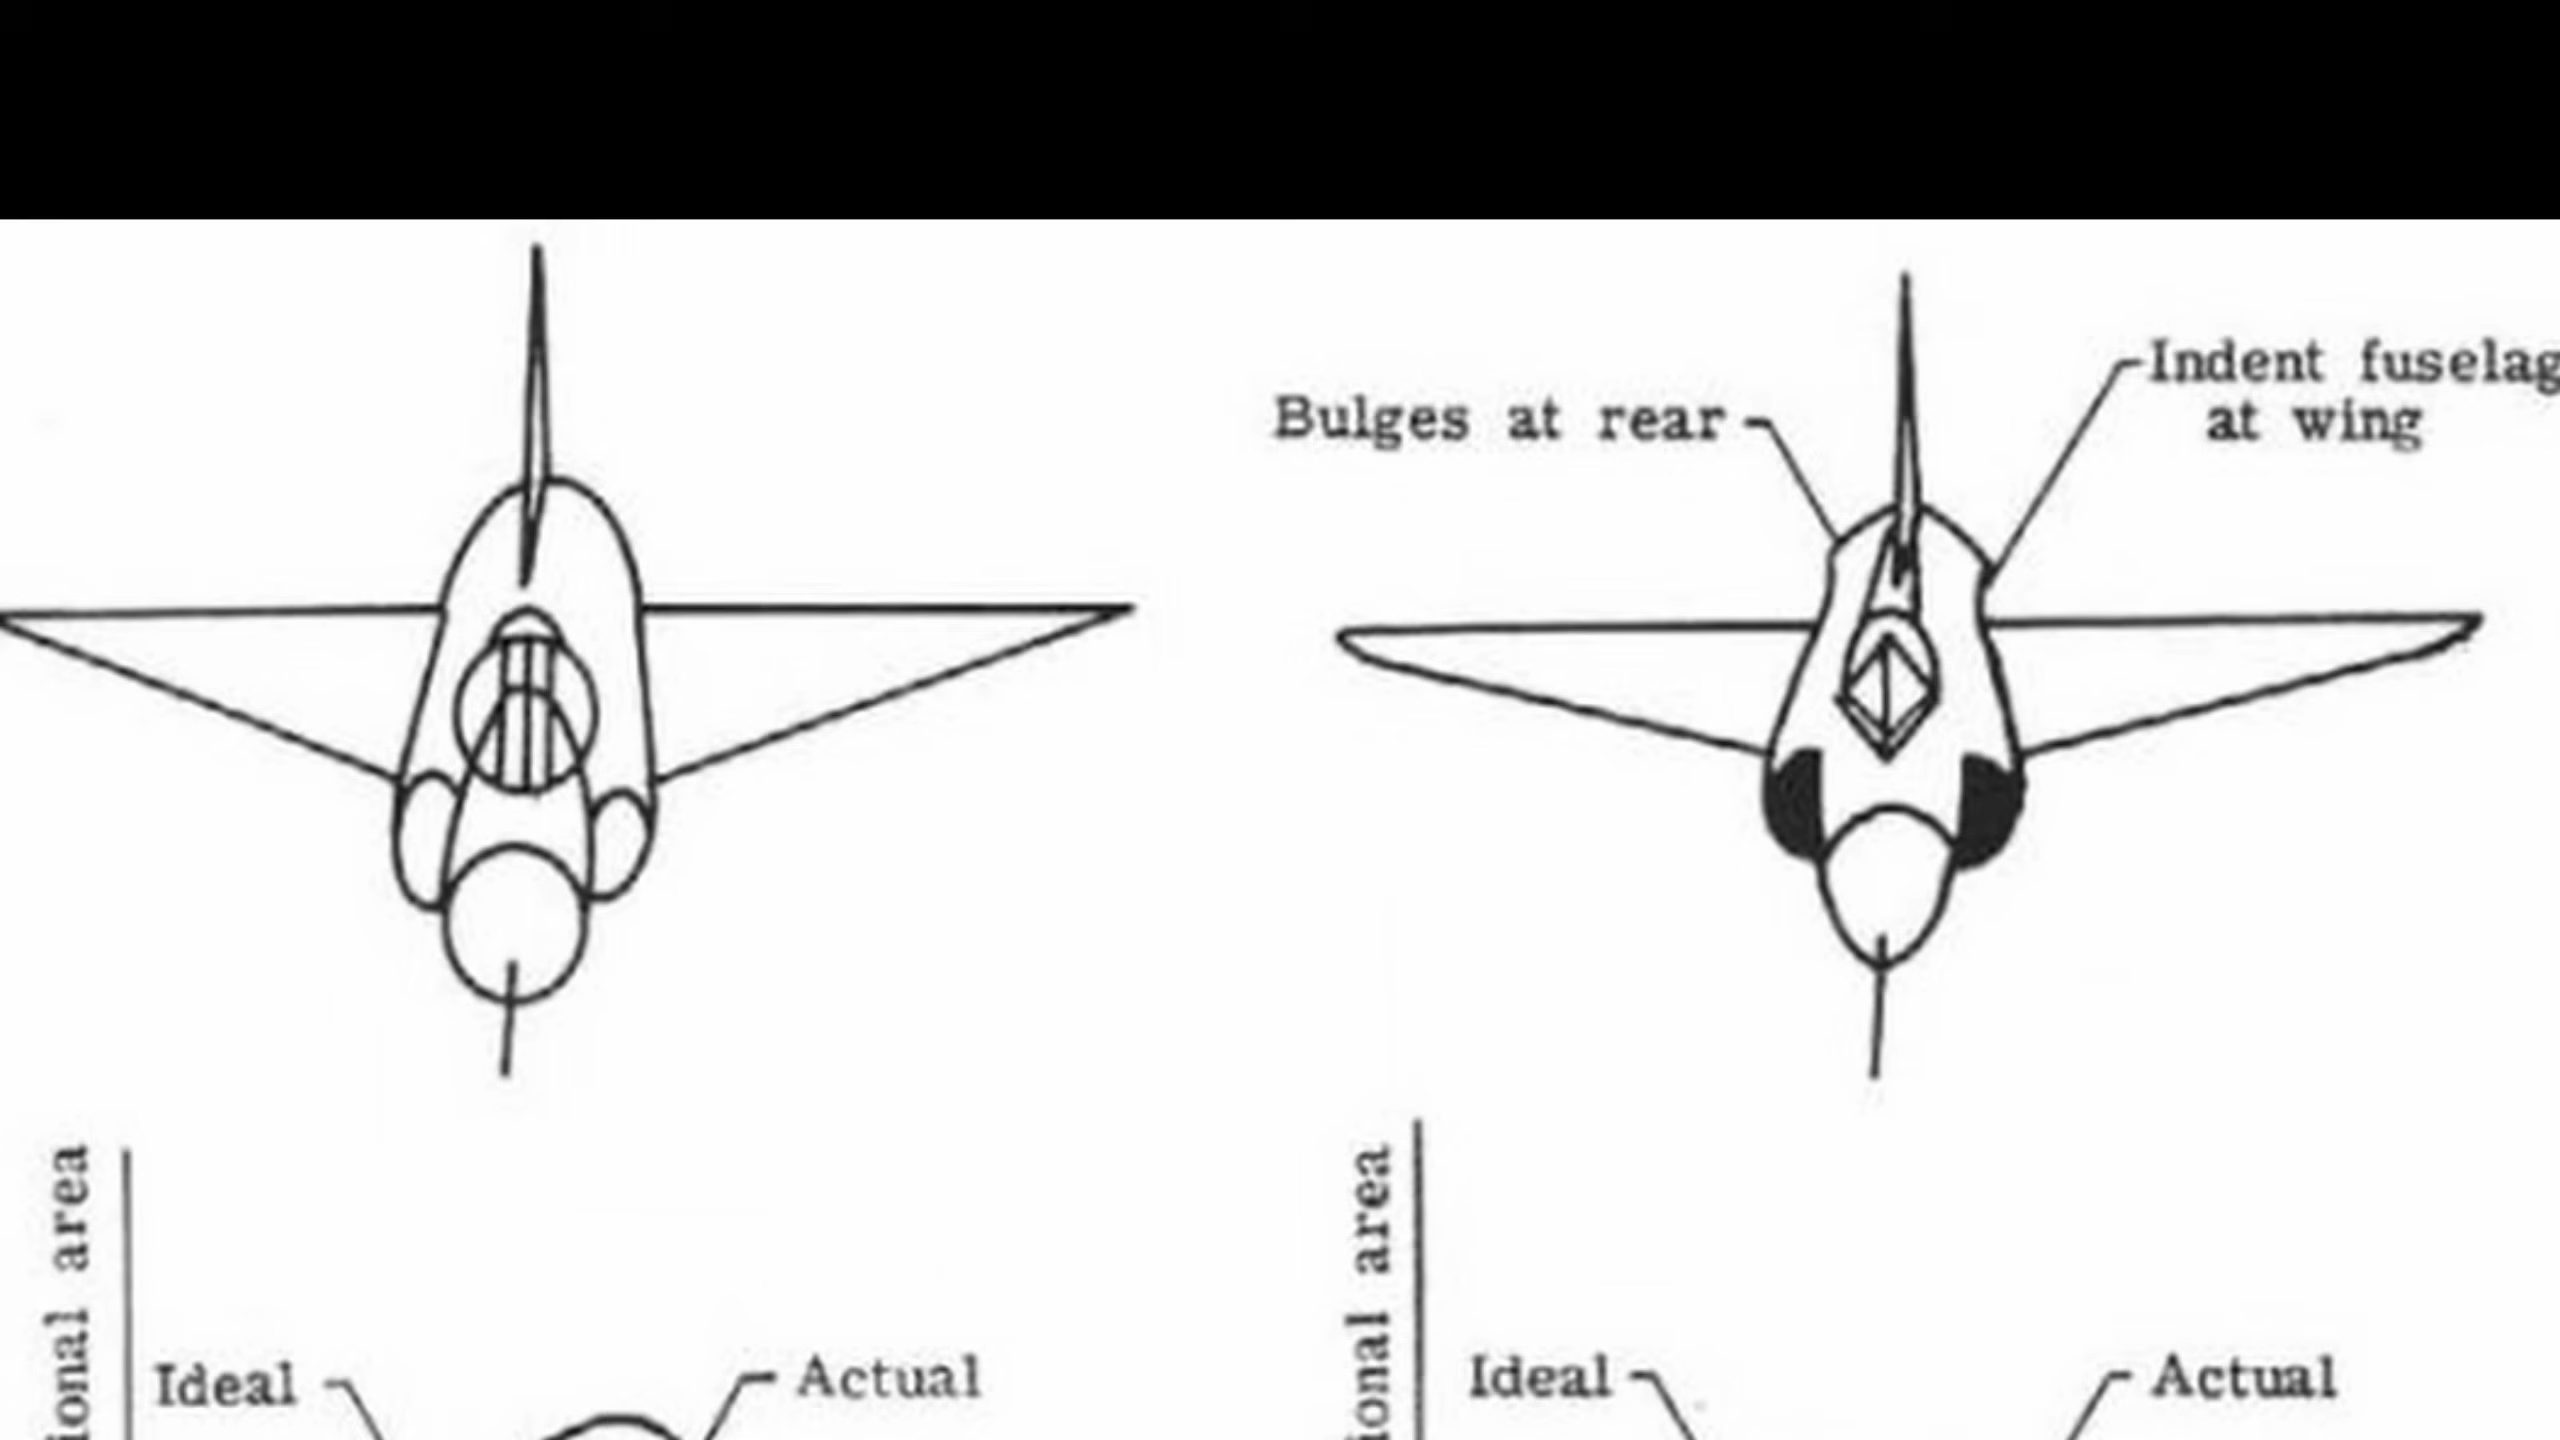 Bulges at rear
Indent fuselag
at wing
ional area
Ideal
Actual
ional area
Ideal
Actual